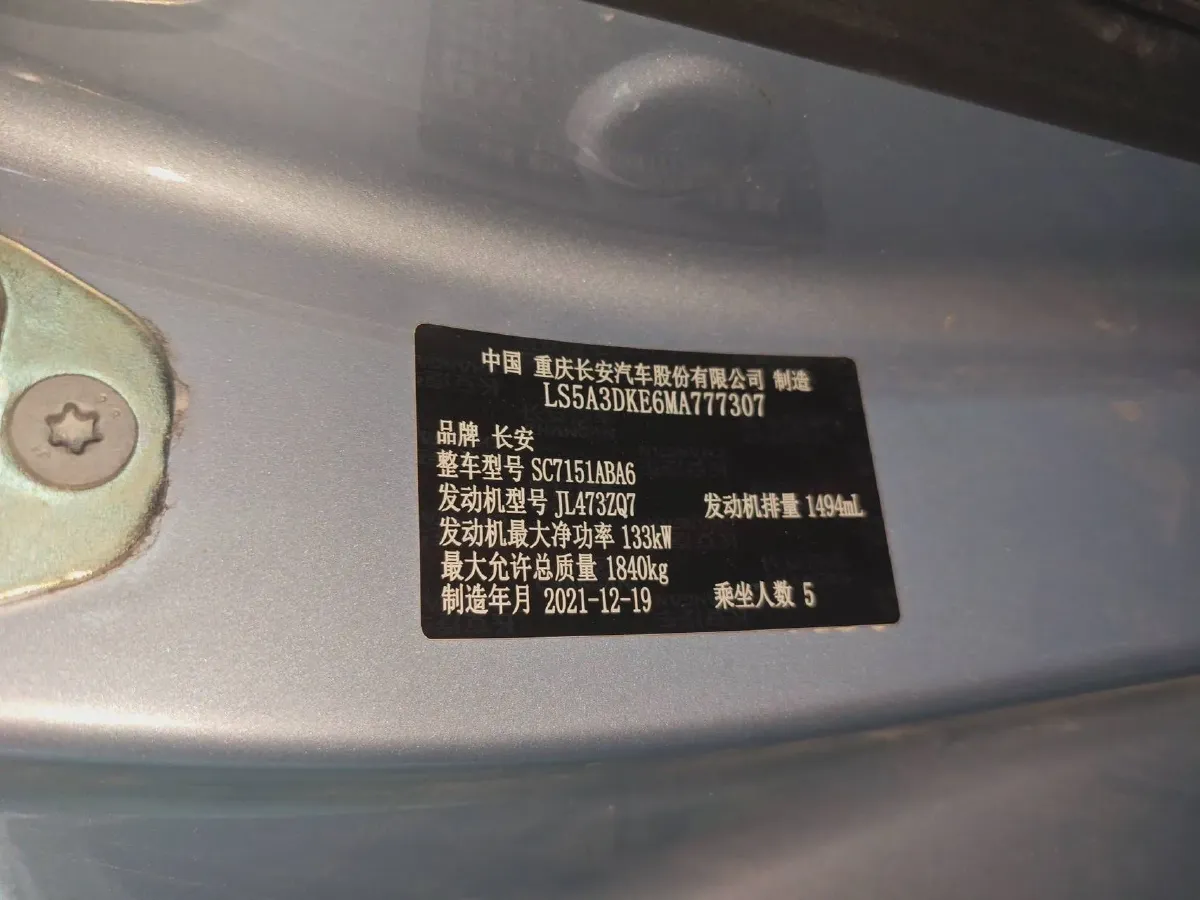 中国 重庆长安汽车股份有限公司 制造
LS5A3DKE6MA777307
品牌 长安
整车型号 SC7151ABA6
发动机型号 JL473ZQ7 发动机排量 1494mL
发动机最大净功率 133kW
最大允许总质量 1840kg
制造年月 2021-12-19 乘坐人数 5